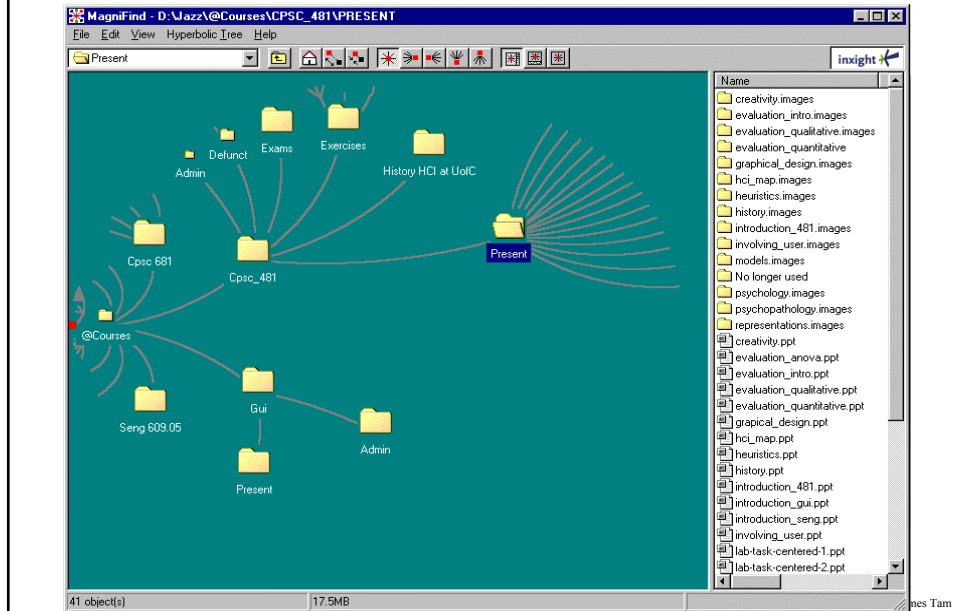 MagniFind - D:\Jazz\@Courses\CPSC_481\PRESENT
File Edit View Hyperbolic Tree Help
Present
inxight
Admin
Defunct
Exams
Exercises
History HCI at UofC
Cpsc 681
Cpsc_481
Present
@Courses
Gui
Seng 609.05
Admin
Present
Name
creativity.images
evaluation_intro.images
evaluation_qualitative.images
evaluation_quantitative
graphical_design.images
hci_map.images
heuristics.images
history.images
introduction_481.images
involving_user.images
models.images
No longer used
psychology.images
psychopathology.images
representations.images
creativity.ppt
evaluation_anova.ppt
evaluation_intro.ppt
evaluation_qualitative.ppt
evaluation_quantitative.ppt
grapical_design.ppt
hci_map.ppt
heuristics.ppt
history.ppt
introduction_481.ppt
introduction_gui.ppt
introduction_seng.ppt
involving_user.ppt
lab-task-centered-1.ppt
lab-task-centered-2.ppt
41 object(s)
17.5MB
nes Tam